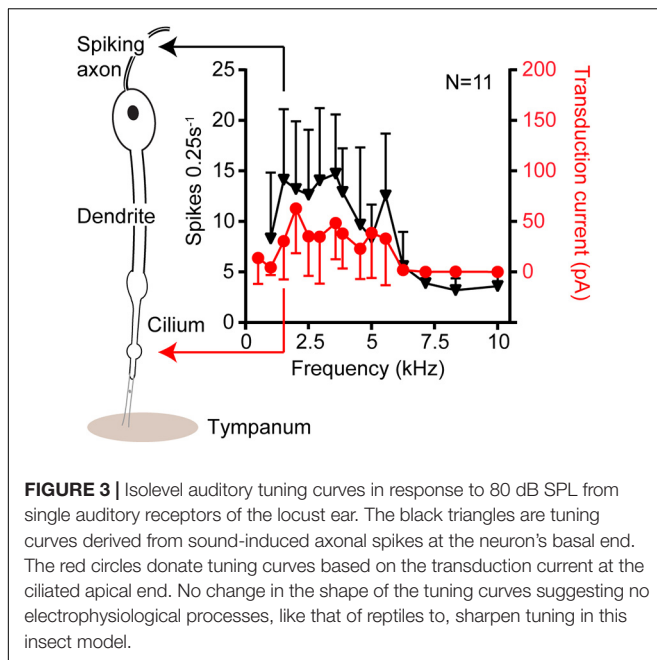 Spiking
axon
Dendrite
Cilium
Tympanum
N=11
25
20
15
10
5
0
Spikes 0.25s⁻¹
200
150
100
50
0
Transduction current
(pA)
2.5
5
7.5
10
Frequency (kHz)
FIGURE 3 | Isolevel auditory tuning curves in response to 80 dB SPL from
single auditory receptors of the locust ear. The black triangles are tuning
curves derived from sound-induced axonal spikes at the neuron's basal end.
The red circles donate tuning curves based on the transduction current at the
ciliated apical end. No change in the shape of the tuning curves suggesting no
electrophysiological processes, like that of reptiles to, sharpen tuning in this
insect model.